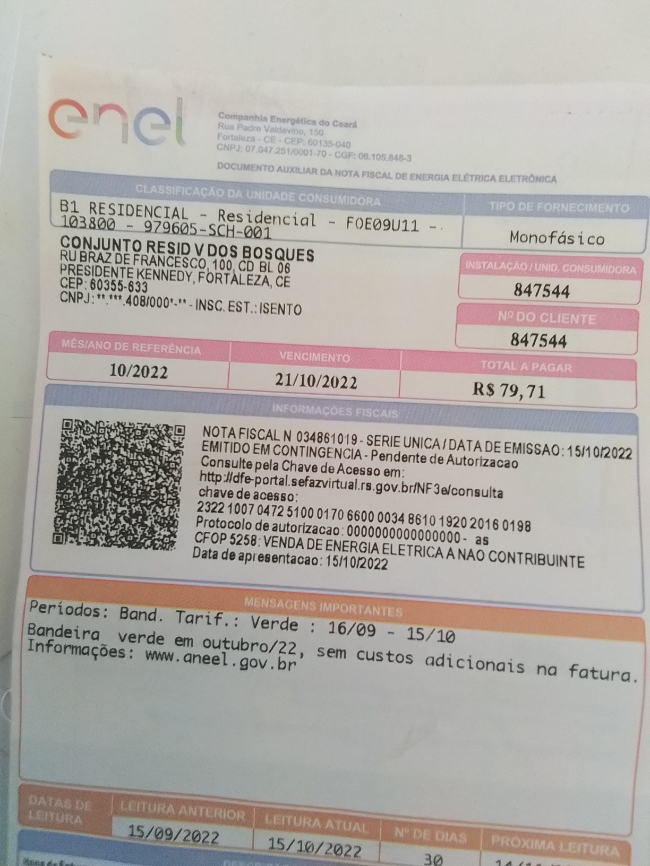 enel
Companhia Energética do Ceará
Rua Padre Valdevino, 150
Fortaleza - CE - CEP: 60135-040
CNPJ: 07.047.251/0001-70 - CGF: 06.105.848-3
DOCUMENTO AUXILIAR DA NOTA FISCAL DE ENERGIA ELÉTRICA ELETRÔNICA
CLASSIFICAÇÃO DA UNIDADE CONSUMIDORA
B1 RESIDENCIAL - Residencial - FOE09U11 -
103800 - 979605-SCH-001
TIPO DE FORNECIMENTO
Monofásico
CONJUNTO RESID V DOS BOSQUES
RU BRAZ DE FRANCESCO, 100, CD BL 06
PRESIDENTE KENNEDY, FORTALEZA, CE
CEP: 60355-633
CNPJ: **.***.408/000*-** - INSC. EST.: ISENTO
INSTALAÇÃO / UNID. CONSUMIDORA
847544
Nº DO CLIENTE
847544
MÊS/ANO DE REFERÊNCIA
10/2022
VENCIMENTO
21/10/2022
TOTAL A PAGAR
R$ 79,71
INFORMAÇÕES FISCAIS
NOTA FISCAL N 034861019 - SERIE UNICA / DATA DE EMISSAO: 15/10/2022
EMITIDO EM CONTINGENCIA - Pendente de Autorizacao
Consulte pela Chave de Acesso em:
http://dfe-portal.sefazvirtual.rs.gov.br/NF3e/consulta
chave de acesso:
2322 1007 0472 5100 0170 6600 0034 8610 1920 2016 0198
Protocolo de autorizacao: 0000000000000000 - as
CFOP 5258: VENDA DE ENERGIA ELETRICA A NAO CONTRIBUINTE
Data de apresentacao: 15/10/2022
MENSAGENS IMPORTANTES
Períodos: Band. Tarif.: Verde : 16/09 - 15/10
Bandeira verde em outubro/22, sem custos adicionais na fatura.
Informações: www.aneel.gov.br
DATAS DE
LEITURA
LEITURA ANTERIOR
15/09/2022
LEITURA ATUAL
15/10/2022
Nº DE DIAS
30
PRÓXIMA LEITURA